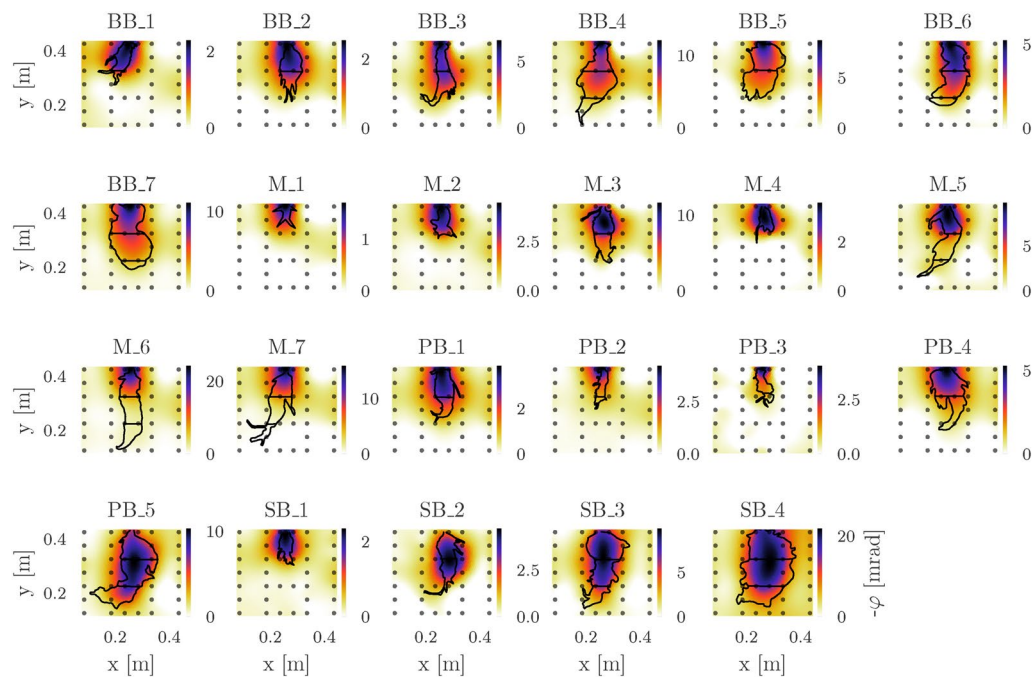 BB_1 BB_2 BB_3 BB_4 BB_5 BB_6
y [m] 0.4 0.2 2 0 2 1 0 5 0 10 5 0 5 0 5 0
BB_7 M_1 M_2 M_3 M_4 M_5
y [m] 0.4 0.2 10 0 1 0 2.5 0.0 10 0 5 2 0 5 0
M_6 M_7 PB_1 PB_2 PB_3 PB_4
y [m] 0.4 0.2 20 0 10 0 2 0 2.5 0.0 2.5 0.0 5 0
PB_5 SB_1 SB_2 SB_3 SB_4
y [m] 0.4 0.2 10 0 2 0 2.5 0.0 5 0 20 10 0 -φ [mrad]
0.2 0.4 0.2 0.4 0.2 0.4 0.2 0.4 0.2 0.4
x [m] x [m] x [m] x [m] x [m]